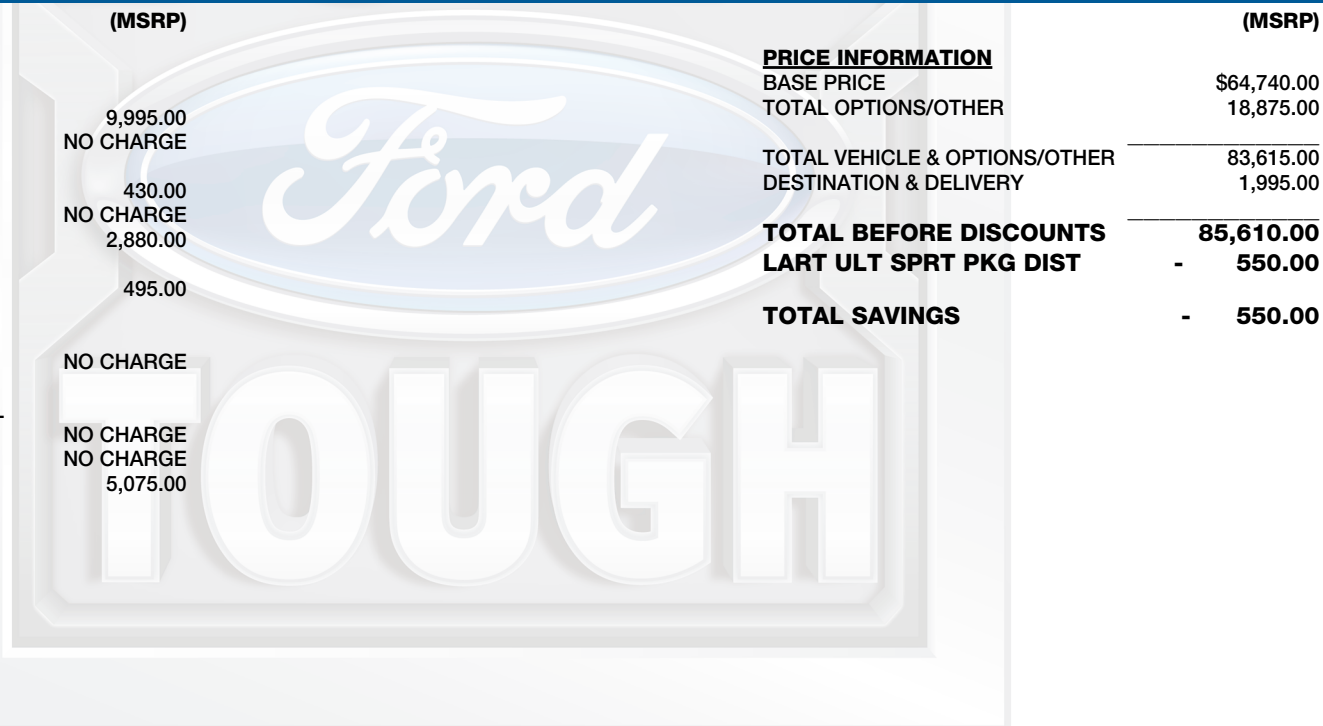 (MSRP)
9,995.00
NO CHARGE
430.00
NO CHARGE
2,880.00
495.00
NO CHARGE
NO CHARGE
NO CHARGE
5,075.00
(MSRP)
PRICE INFORMATION
BASE PRICE $64,740.00
TOTAL OPTIONS/OTHER 18,875.00
TOTAL VEHICLE & OPTIONS/OTHER 83,615.00
DESTINATION & DELIVERY 1,995.00
TOTAL BEFORE DISCOUNTS 85,610.00
LART ULT SPRT PKG DIST - 550.00
TOTAL SAVINGS - 550.00
Ford
TOUGH